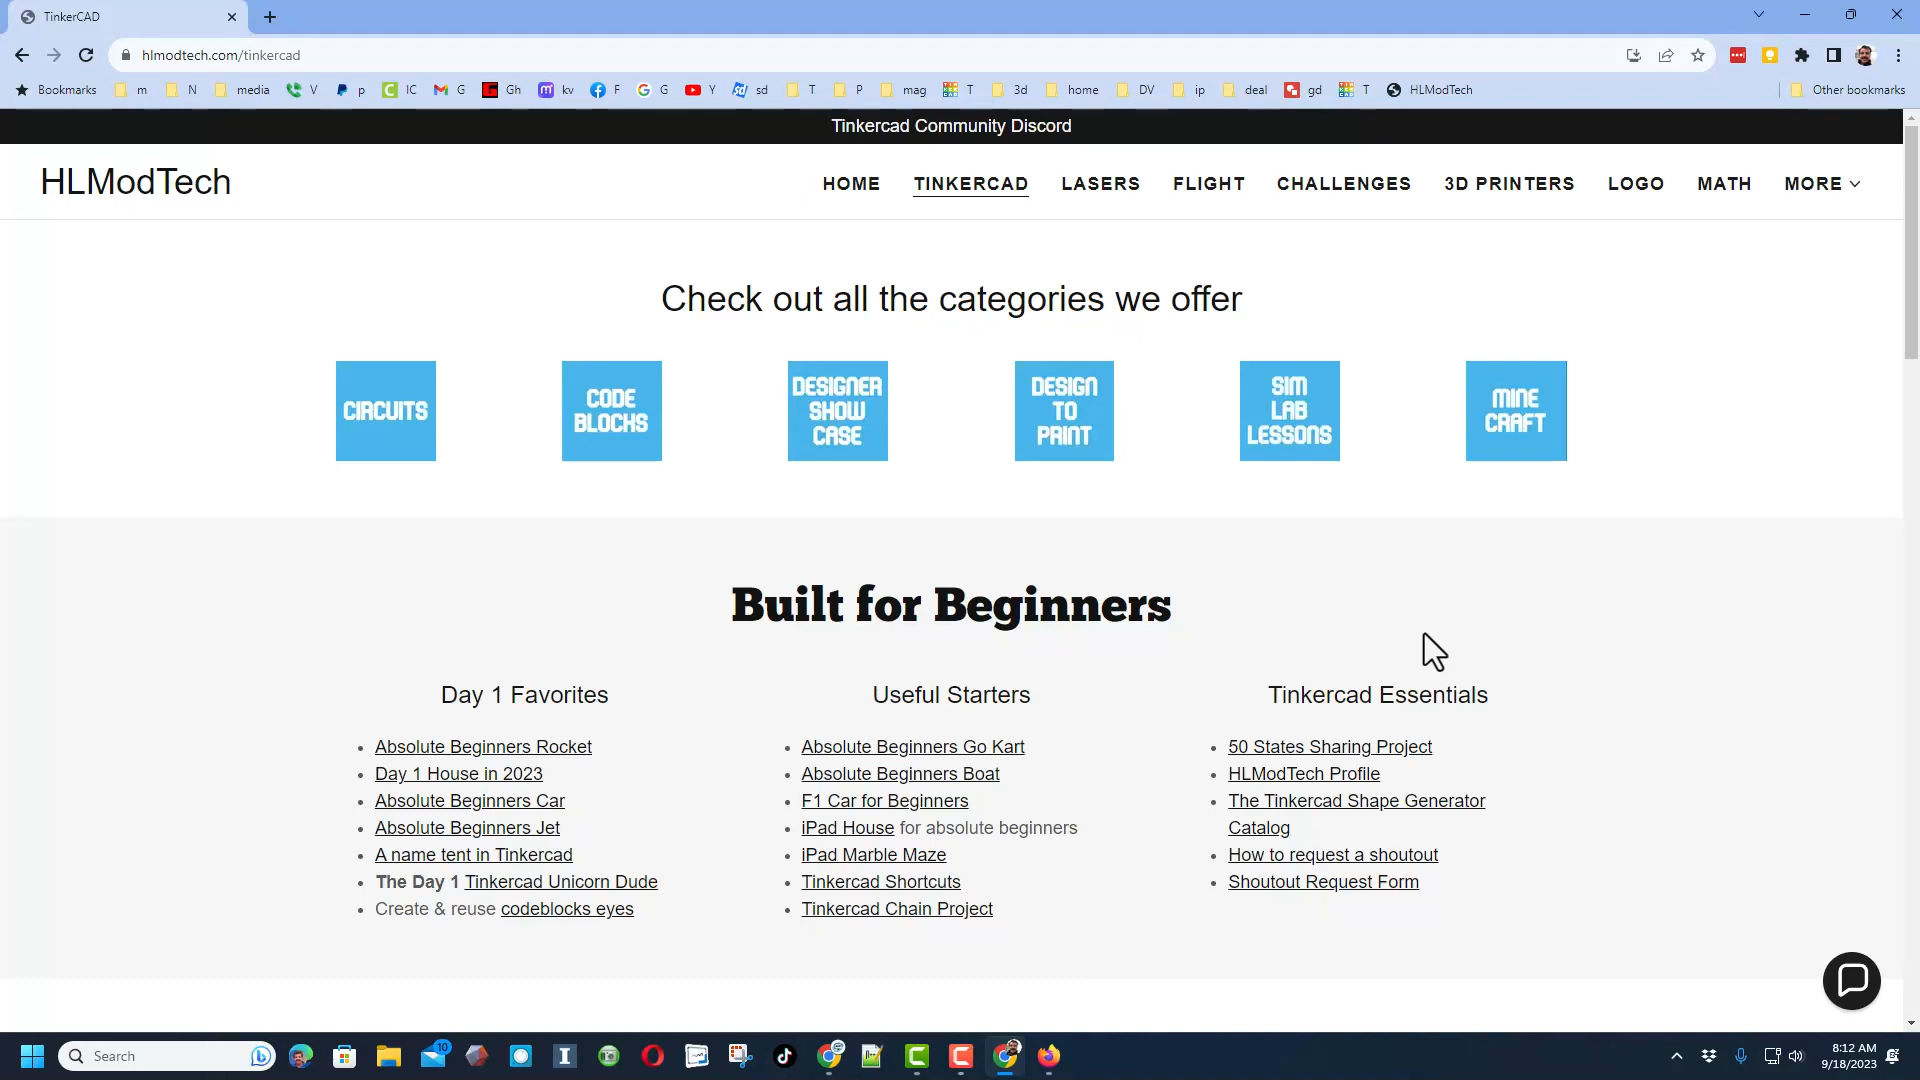 TinkerCAD
hlmodtech.com/tinkercad
Bookmarks m N media V p IC G Gh kv F G Y sd T P mag T 3d home DV ip deal gd T HLModTech Other bookmarks
Tinkercad Community Discord
HLModTech
HOME TINKERCAD LASERS FLIGHT CHALLENGES 3D PRINTERS LOGO MATH MORE
Check out all the categories we offer
CIRCUITS
CODE
BLOCKS
DESIGNER
SHOW
CASE
DESIGN
TO
PRINT
SIM
LAB
LESSONS
MINE
CRAFT
Built for Beginners
Day 1 Favorites
Absolute Beginners Rocket
Day 1 House in 2023
Absolute Beginners Car
Absolute Beginners Jet
A name tent in Tinkercad
The Day 1 Tinkercad Unicorn Dude
Create & reuse codeblocks eyes
Useful Starters
Absolute Beginners Go Kart
Absolute Beginners Boat
F1 Car for Beginners
iPad House for absolute beginners
iPad Marble Maze
Tinkercad Shortcuts
Tinkercad Chain Project
Tinkercad Essentials
50 States Sharing Project
HLModTech Profile
The Tinkercad Shape Generator
Catalog
How to request a shoutout
Shoutout Request Form
Search
10
8:12 AM
9/18/2023